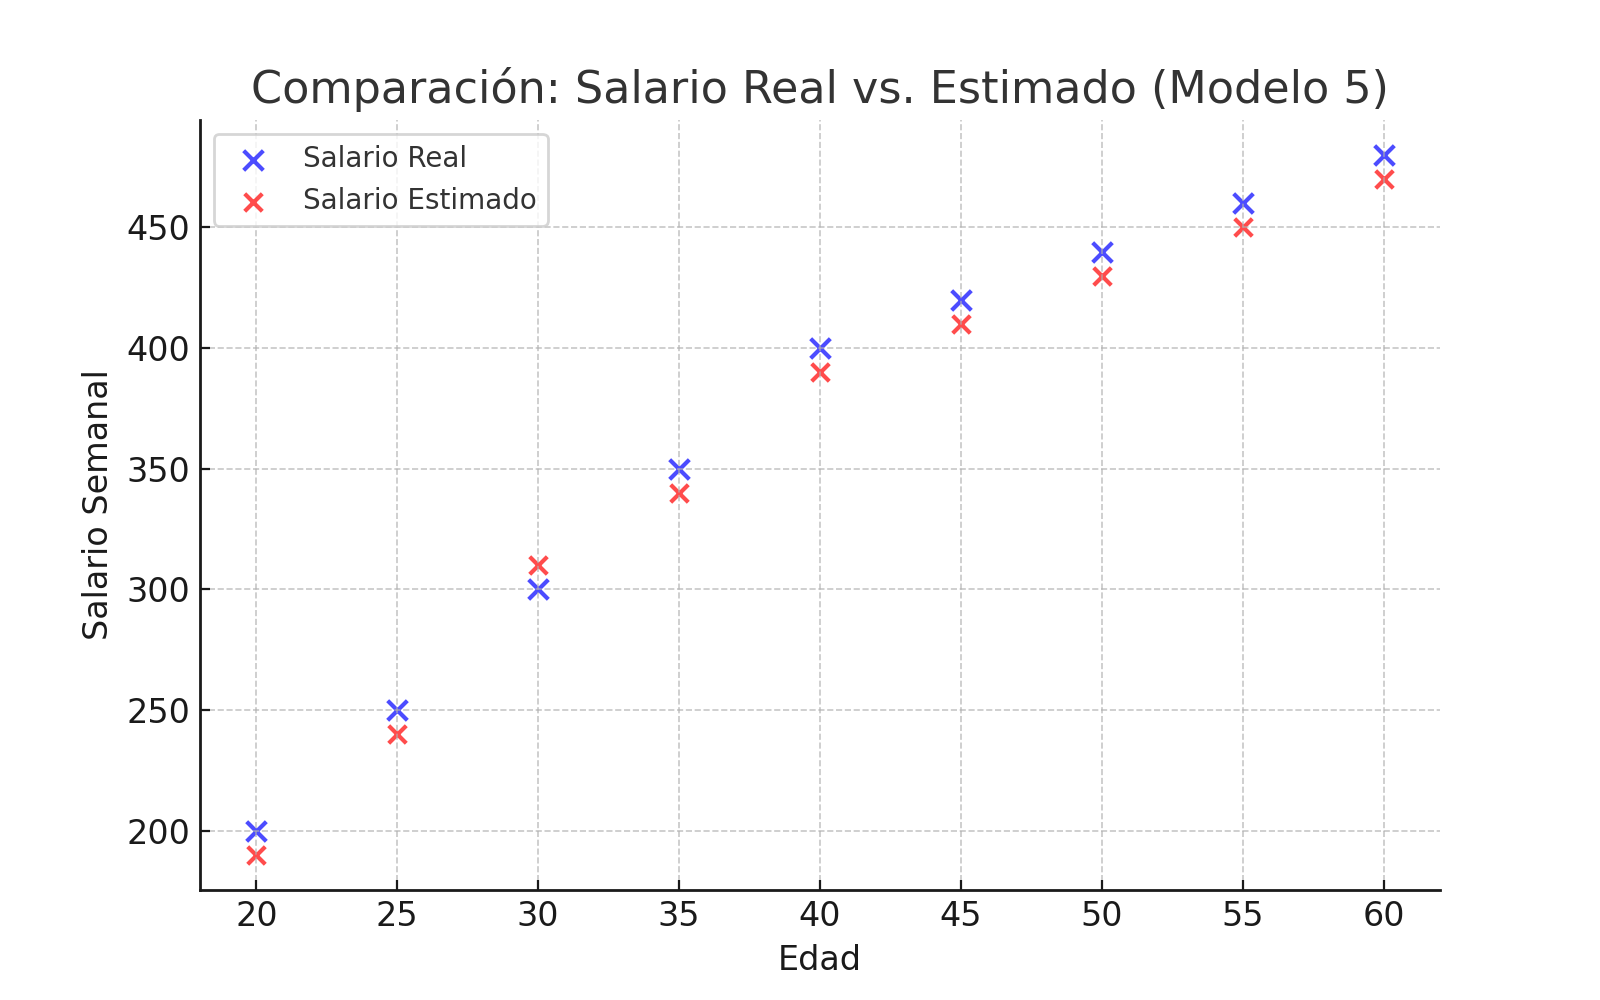 Comparación: Salario Real vs. Estimado (Modelo 5)
Salario Real
Salario Estimado
450
400
350
300
250
200
Salario Semanal
20 25 30 35 40 45 50 55 60
Edad